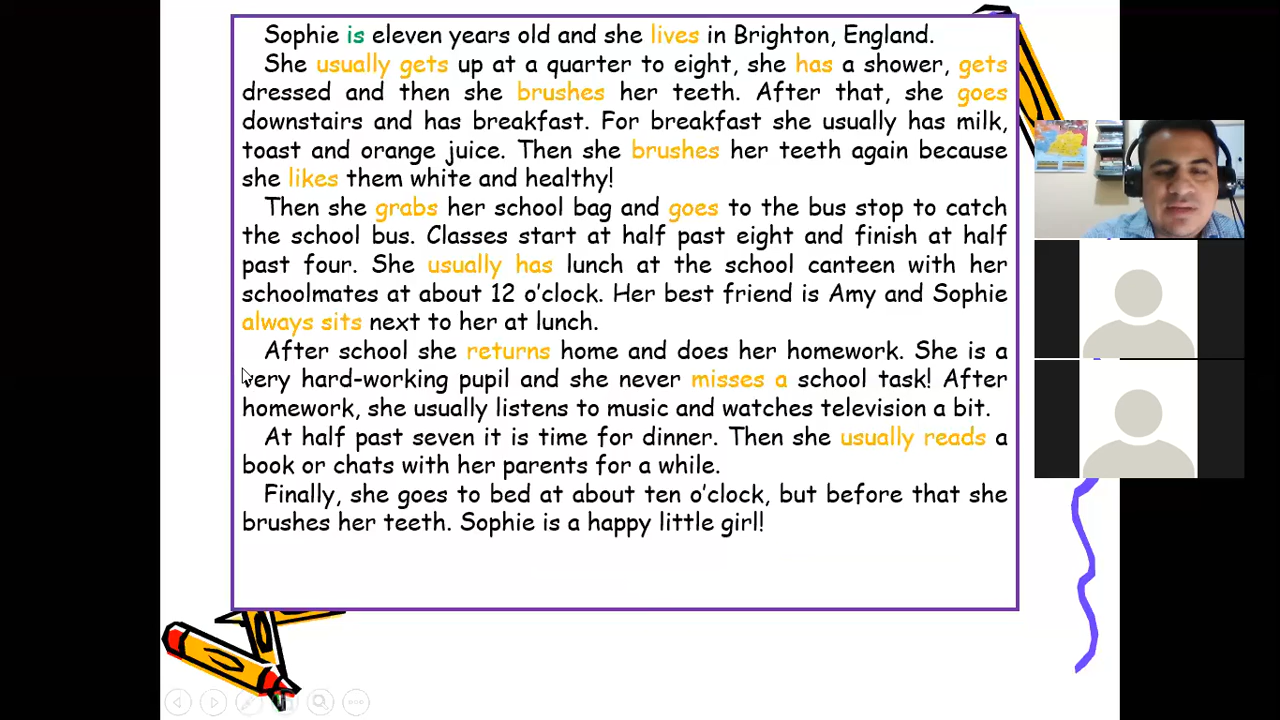 Sophie is eleven years old and she lives in Brighton, England.
She usually gets up at a quarter to eight, she has a shower, gets
dressed and then she brushes her teeth. After that, she goes
downstairs and has breakfast. For breakfast she usually has milk,
toast and orange juice. Then she brushes her teeth again because
she likes them white and healthy!
Then she grabs her school bag and goes to the bus stop to catch
the school bus. Classes start at half past eight and finish at half
past four. She usually has lunch at the school canteen with her
schoolmates at about 12 o'clock. Her best friend is Amy and Sophie
always sits next to her at lunch.
After school she returns home and does her homework. She is a
very hard-working pupil and she never misses a school task! After
homework, she usually listens to music and watches television a bit.
At half past seven it is time for dinner. Then she usually reads a
book or chats with her parents for a while.
Finally, she goes to bed at about ten o'clock, but before that she
brushes her teeth. Sophie is a happy little girl!